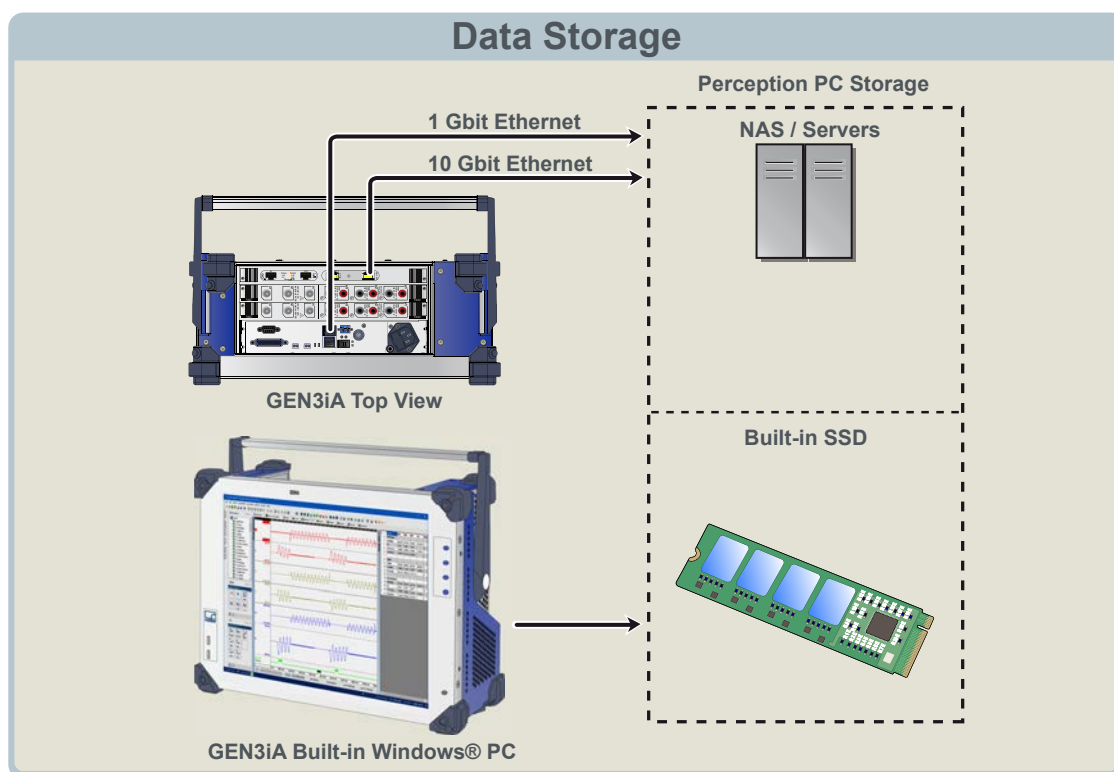 Data Storage
Perception PC Storage
1 Gbit Ethernet
NAS / Servers
10 Gbit Ethernet
GEN3iA Top View
Built-in SSD
GEN3iA Built-in Windows® PC